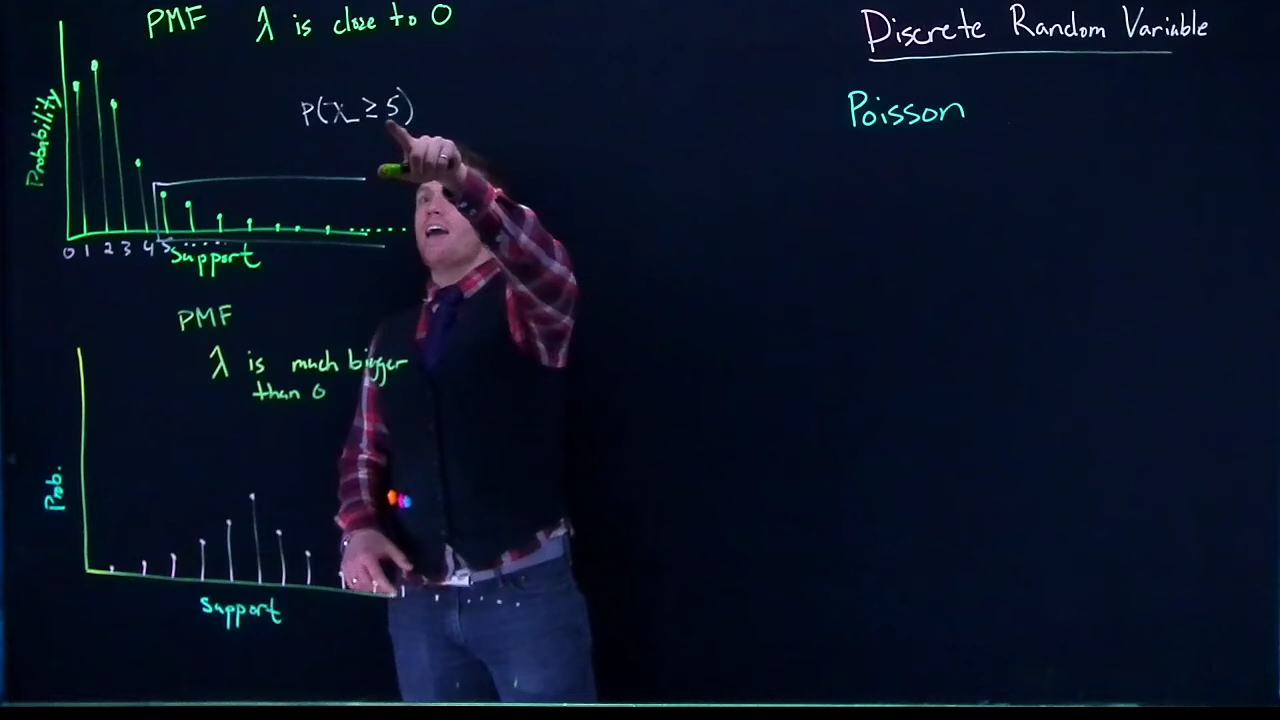 PMF λ is close to 0
Discrete Random Variable
Probability
P(X ≥ 5)
Poisson
0 1 2 3 4 5 .....
Support
PMF
λ is much bigger
than 0
Prob.
Support